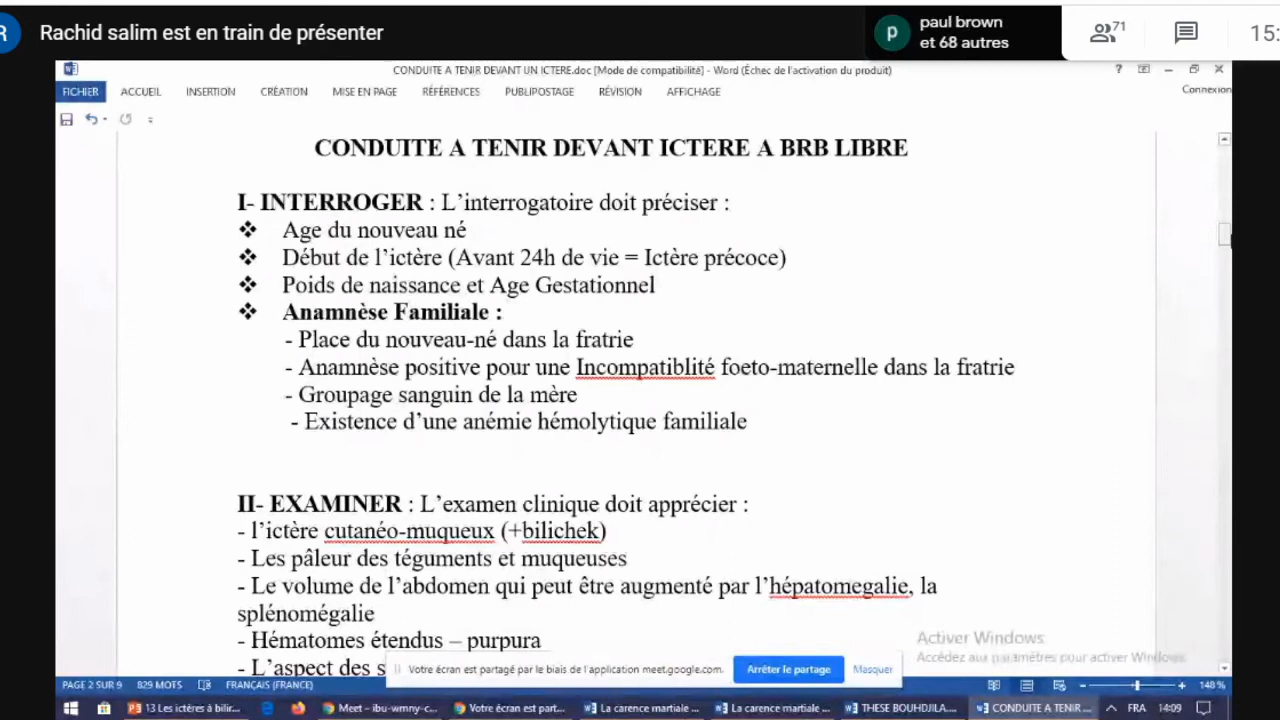 R
Rachid salim est en train de présenter
p
paul brown
et 68 autres
71
15:
CONDUITE A TENIR DEVANT UN ICTERE.doc [Mode de compatibilité] - Word (Échec de l'activation du produit)
?
FICHIER ACCUEIL INSERTION CRÉATION MISE EN PAGE RÉFÉRENCES PUBLIPOSTAGE RÉVISION AFFICHAGE
Connexion
CONDUITE A TENIR DEVANT ICTERE A BRB LIBRE
I- INTERROGER : L'interrogatoire doit préciser :
❖ Age du nouveau né
❖ Début de l'ictère (Avant 24h de vie = Ictère précoce)
❖ Poids de naissance et Age Gestationnel
❖ Anamnèse Familiale :
- Place du nouveau-né dans la fratrie
- Anamnèse positive pour une Incompatiblité foeto-maternelle dans la fratrie
- Groupage sanguin de la mère
- Existence d'une anémie hémolytique familiale
II- EXAMINER : L'examen clinique doit apprécier :
- l'ictère cutanéo-muqueux (+bilichek)
- Les pâleur des téguments et muqueuses
- Le volume de l'abdomen qui peut être augmenté par l'hépatomegalie, la
splénomégalie
- Hématomes étendus – purpura
- L'aspect des s
Activer Windows
Accédez aux paramètres pour activer Windows.
Votre écran est partagé par le biais de l'application meet.google.com.
Arrêter le partage
Masquer
PAGE 2 SUR 9 829 MOTS FRANÇAIS (FRANCE)
148 %
13 Les ictères à bilir... Meet – ibu-wmny-c... Votre écran est part... La carence martiale ... La carence martiale ... THESE BOUHDJILA.... CONDUITE A TENIR ... FRA 14:09